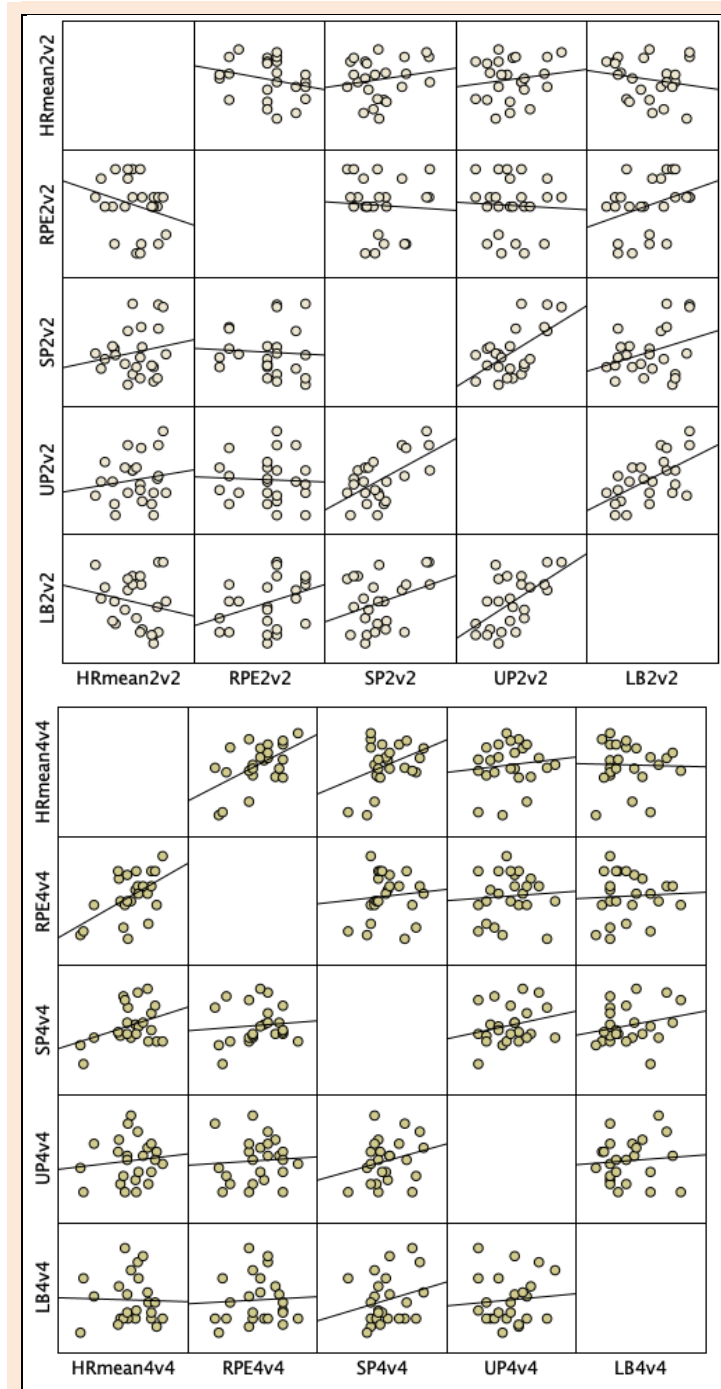 HRmean2v2
RPE2v2
SP2v2
UP2v2
LB2v2
HRmean2v2 RPE2v2 SP2v2 UP2v2 LB2v2
HRmean4v4
RPE4v4
SP4v4
UP4v4
LB4v4
HRmean4v4 RPE4v4 SP4v4 UP4v4 LB4v4